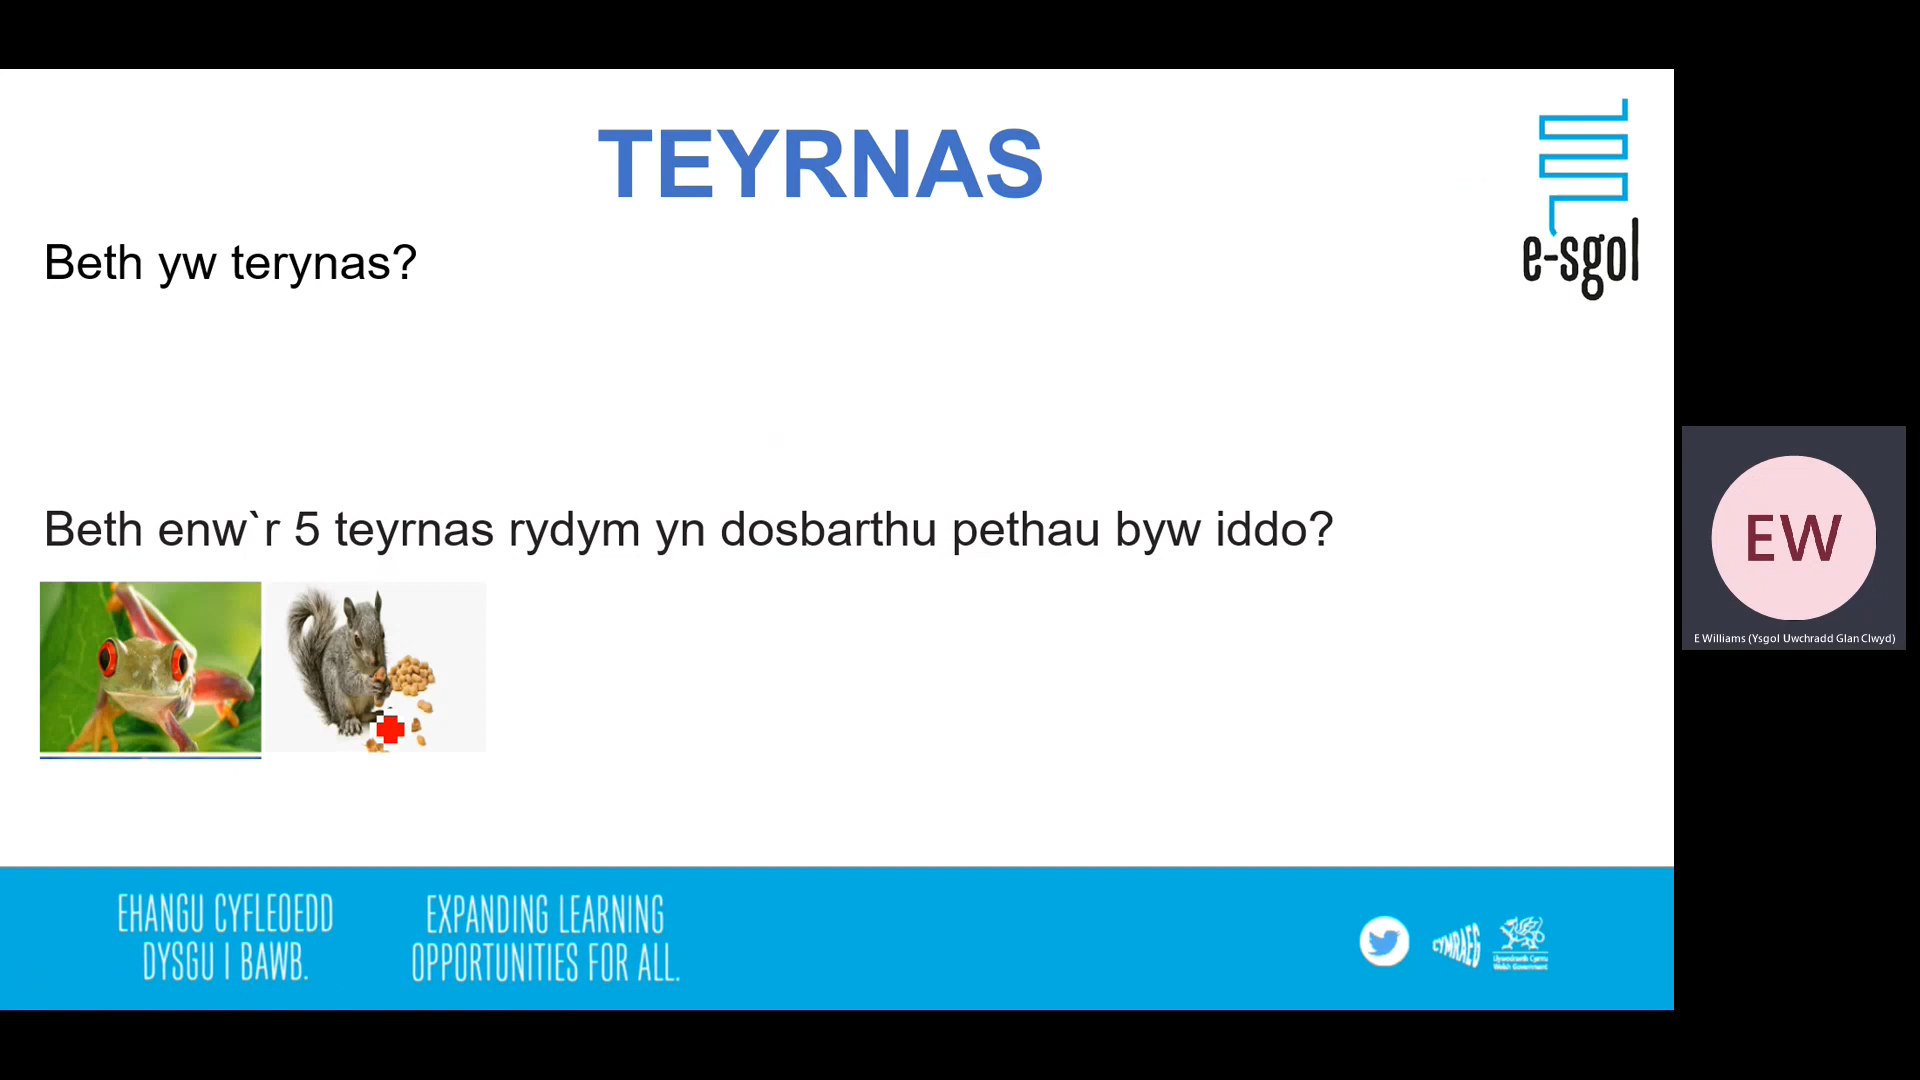 TEYRNAS
e-sgol
Beth yw terynas?
Beth enw`r 5 teyrnas rydym yn dosbarthu pethau byw iddo?
EW
E Williams (Ysgol Uwchradd Glan Clwyd)
EHANGU CYFLEOEDD
DYSGU I BAWB.
EXPANDING LEARNING
OPPORTUNITIES FOR ALL.
CYMRAEG
Llywodraeth Cymru
Welsh Government